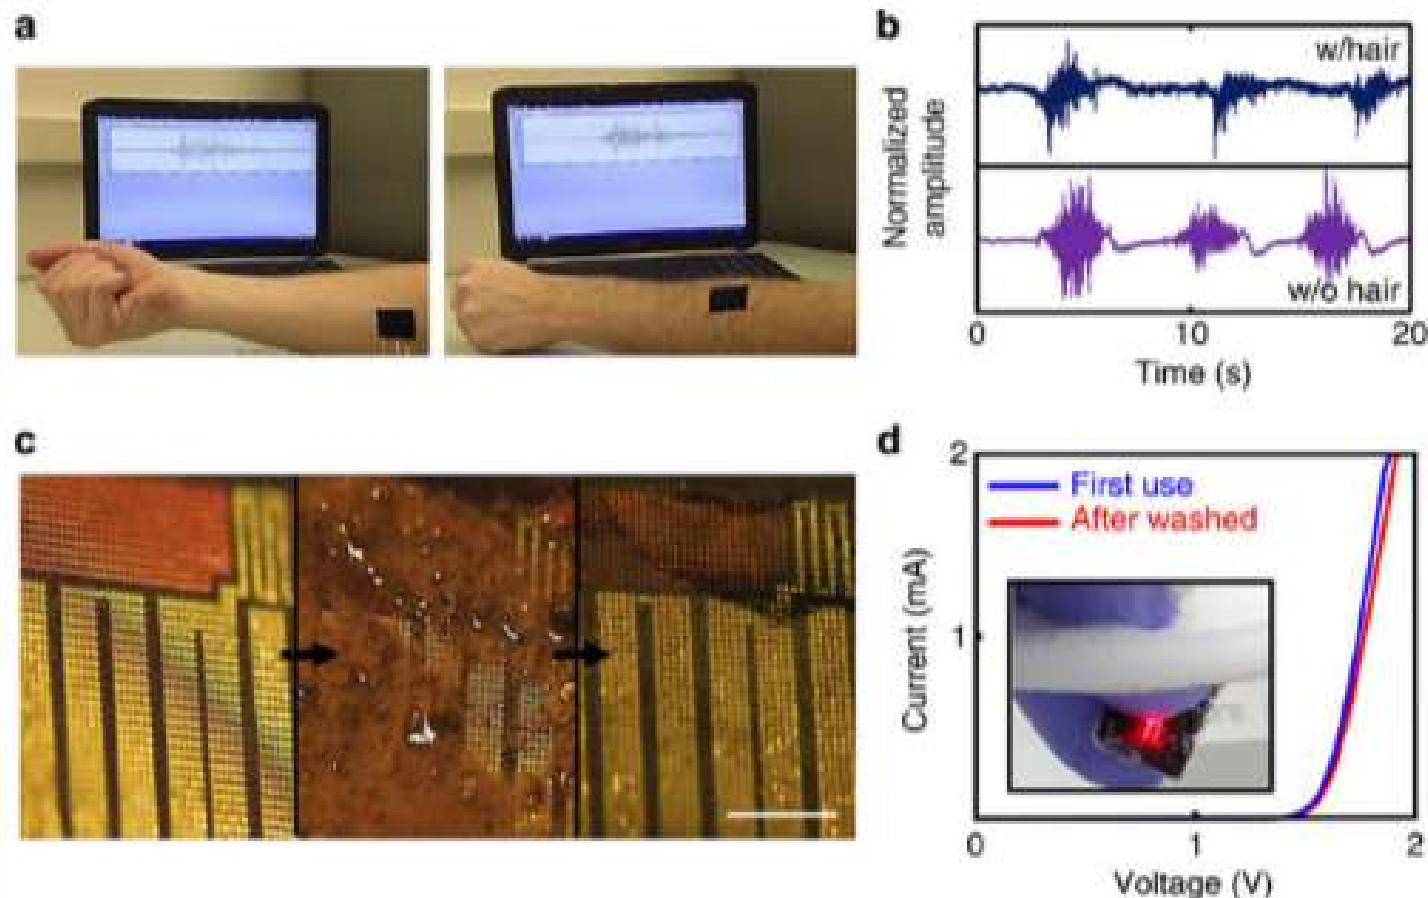 a
b
w/hair
Normalized
amplitude
w/o hair
0
10
20
Time (s)
c
d
2
First use
After washed
Current (mA)
1
0
1
2
Voltage (V)